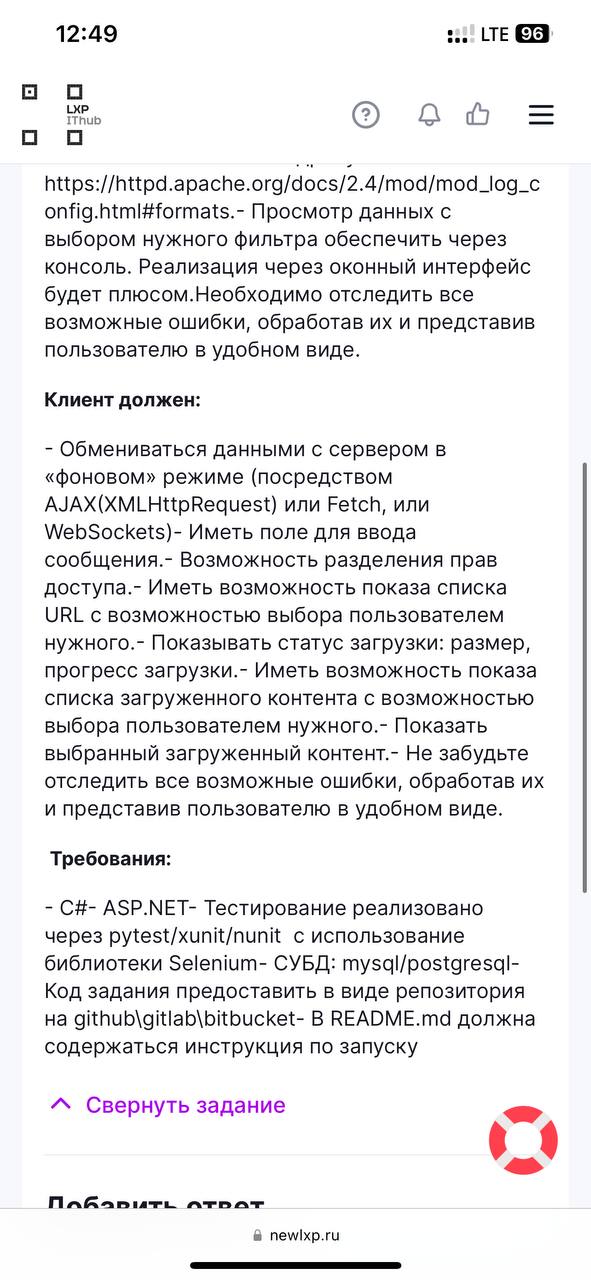 12:49
LTE 96
LXP
IThub
https://httpd.apache.org/docs/2.4/mod/mod_log_c
onfig.html#formats.- Просмотр данных с
выбором нужного фильтра обеспечить через
консоль. Реализация через оконный интерфейс
будет плюсом.Необходимо отследить все
возможные ошибки, обработав их и представив
пользователю в удобном виде.
Клиент должен:
- Обмениваться данными с сервером в
«фоновом» режиме (посредством
AJAX(XMLHttpRequest) или Fetch, или
WebSockets)- Иметь поле для ввода
сообщения.- Возможность разделения прав
доступа.- Иметь возможность показа списка
URL с возможностью выбора пользователем
нужного.- Показывать статус загрузки: размер,
прогресс загрузки.- Иметь возможность показа
списка загруженного контента с возможностью
выбора пользователем нужного.- Показать
выбранный загруженный контент.- Не забудьте
отследить все возможные ошибки, обработав их
и представив пользователю в удобном виде.
Требования:
- C#- ASP.NET- Тестирование реализовано
через pytest/xunit/nunit с использование
библиотеки Selenium- СУБД: mysql/postgresql-
Код задания предоставить в виде репозитория
на github\gitlab\bitbucket- В README.md должна
содержаться инструкция по запуску
Свернуть задание
Добавить ответ
newlxp.ru